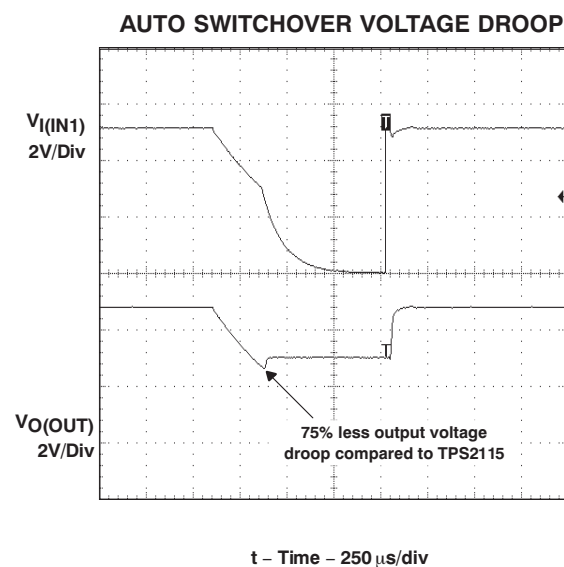 AUTO SWITCHOVER VOLTAGE DROOP
VI(IN1)
2V/Div
T
T
VO(OUT)
2V/Div
75% less output voltage
droop compared to TPS2115
t – Time – 250 µs/div